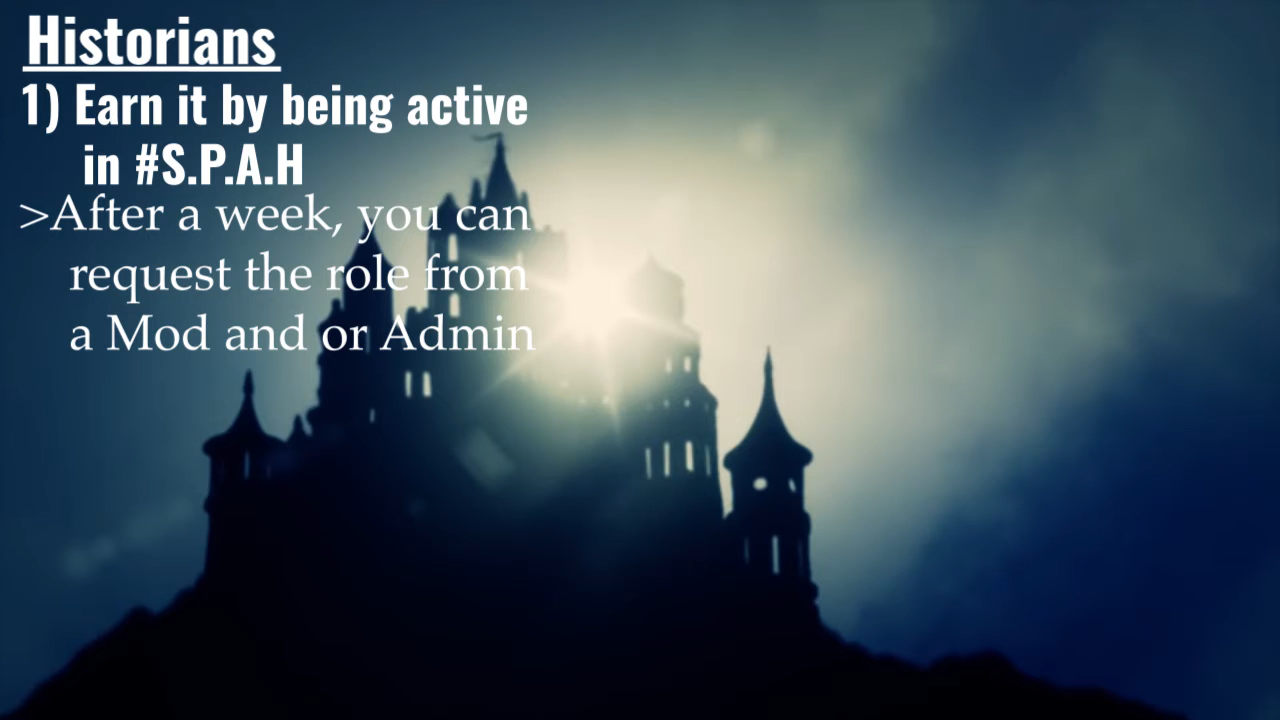 Historians
1) Earn it by being active
in #S.P.A.H
>After a week, you can
request the role from
a Mod and or Admin